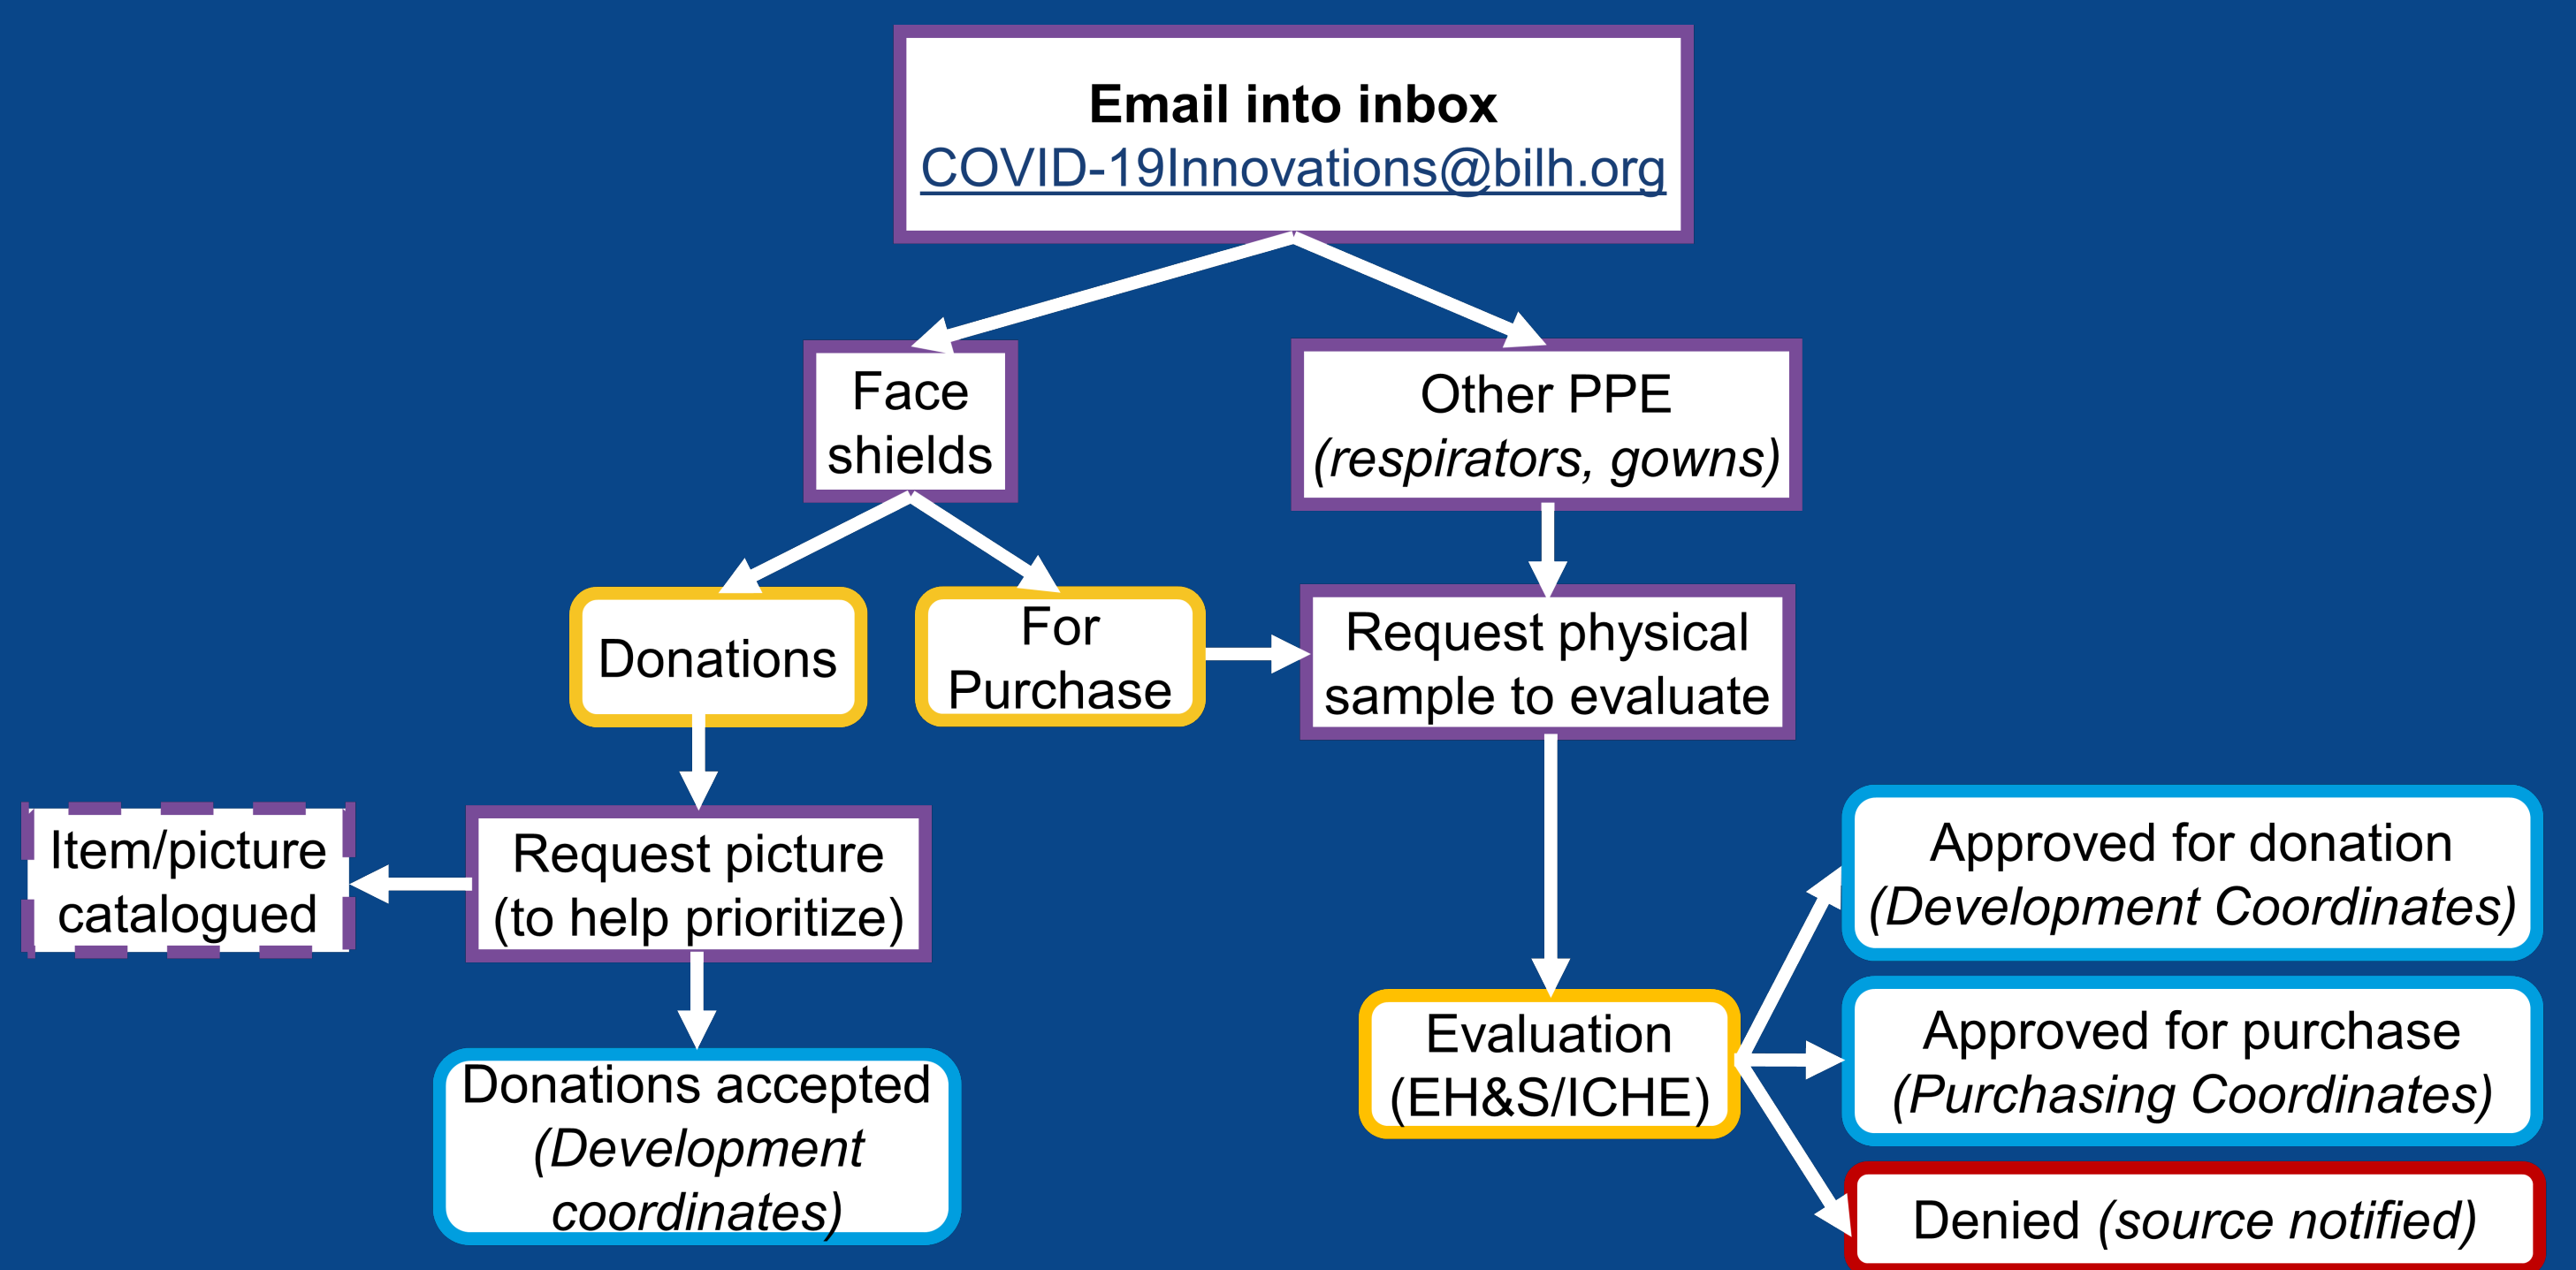 Email into inbox
COVID-19Innovations@bilh.org
Face
shields
Other PPE
(respirators, gowns)
Donations
For
Purchase
Request physical
sample to evaluate
Item/picture
catalogued
Request picture
(to help prioritize)
Donations accepted
(Development
coordinates)
Evaluation
(EH&S/ICHE)
Approved for donation
(Development Coordinates)
Approved for purchase
(Purchasing Coordinates)
Denied (source notified)